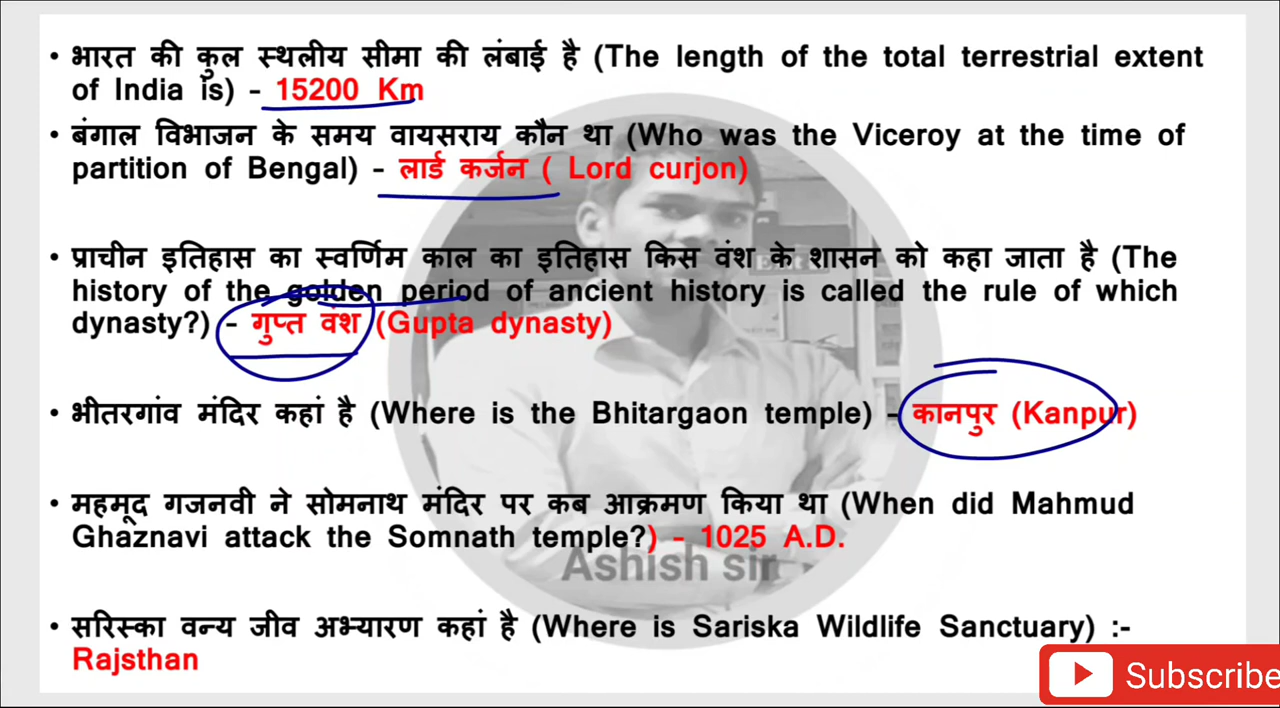 • भारत की कुल स्थलीय सीमा की लंबाई है (The length of the total terrestrial extent
of India is) - 15200 Km
• बंगाल विभाजन के समय वायसराय कौन था (Who was the Viceroy at the time of
partition of Bengal) - लार्ड कर्जन ( Lord curjon)
• प्राचीन इतिहास का स्वर्णिम काल का इतिहास किस वंश के शासन को कहा जाता है (The
history of the golden period of ancient history is called the rule of which
dynasty?) - गुप्त वंश (Gupta dynasty)
• भीतरगांव मंदिर कहां है (Where is the Bhitargaon temple) - कानपुर (Kanpur)
• महमूद गजनवी ने सोमनाथ मंदिर पर कब आक्रमण किया था (When did Mahmud
Ghaznavi attack the Somnath temple?) - 1025 A.D.
Ashish sir
• सरिस्का वन्य जीव अभ्यारण कहां है (Where is Sariska Wildlife Sanctuary) :-
Rajsthan
Subscribe